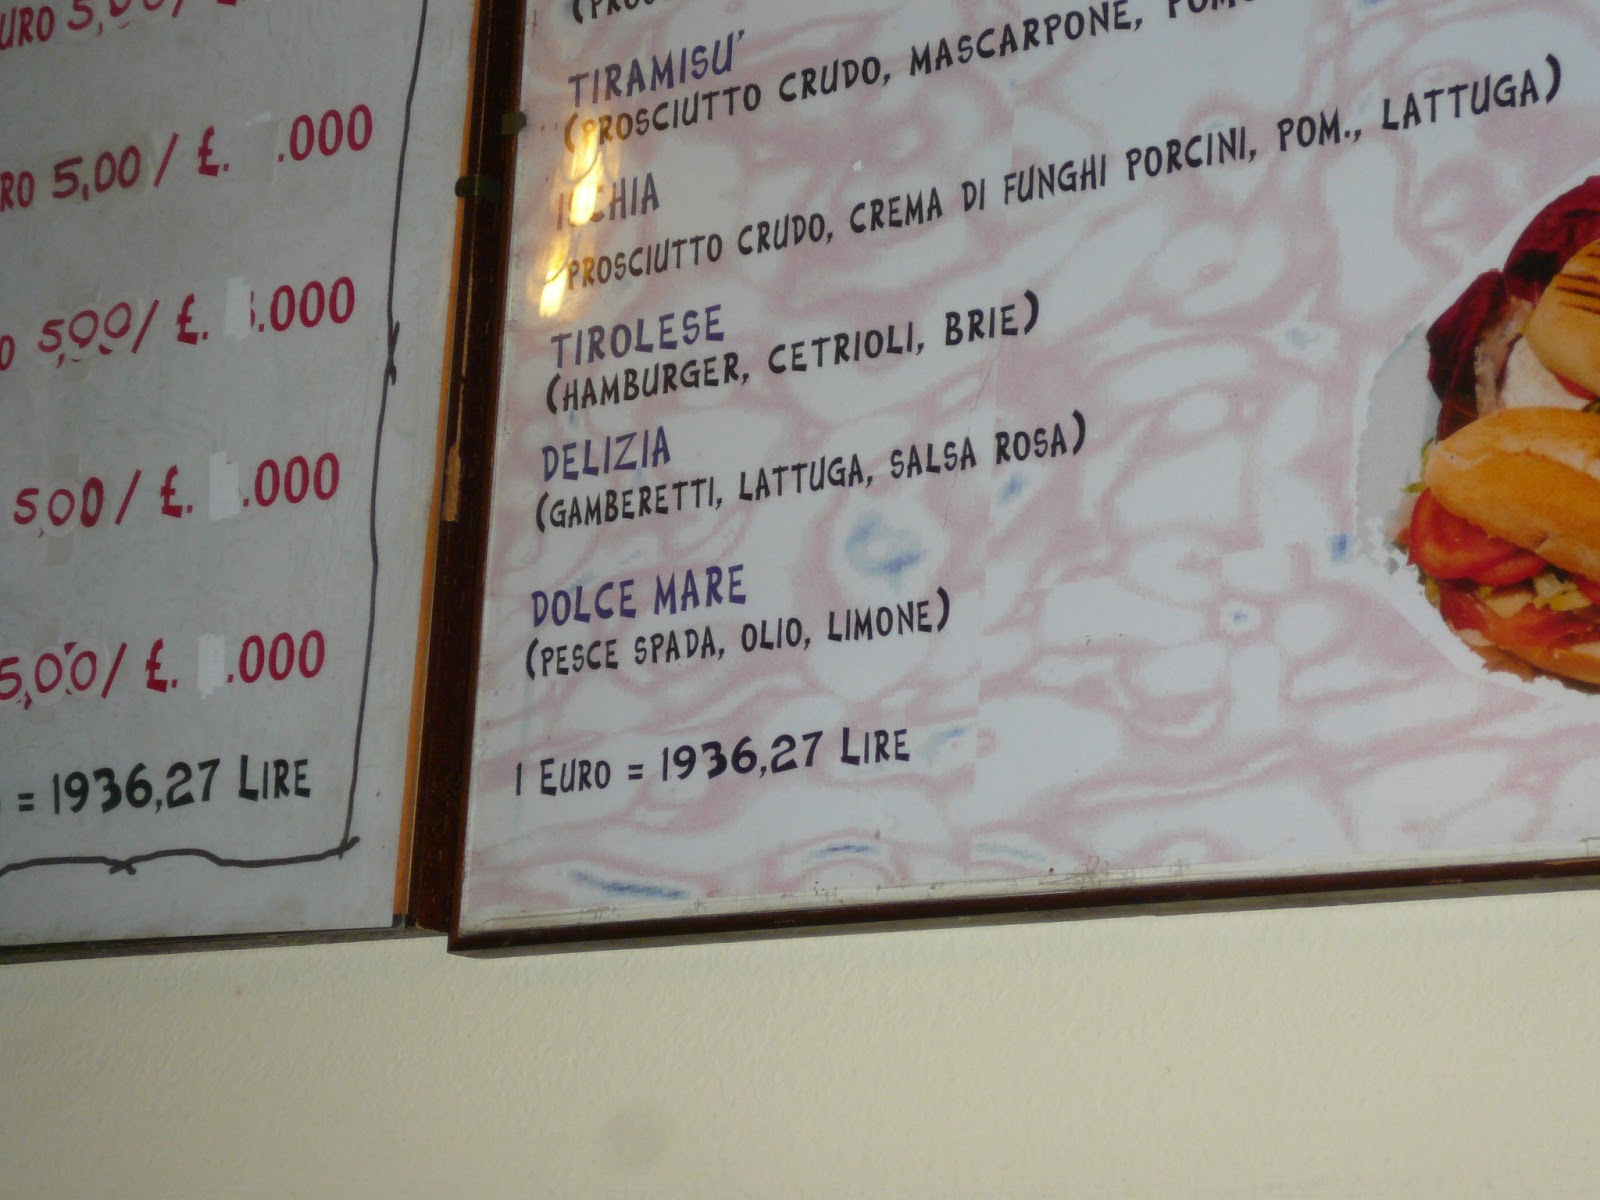 URO 5,00/£
RO 5,00/£. .000
O 5,00/£. .000
5,00/£. .000
5,00/£. .000
= 1936,27 LIRE
TIRAMISU'
(PROSCIUTTO CRUDO, MASCARPONE,
ISCHIA
PROSCIUTTO CRUDO, CREMA DI FUNGHI PORCINI, POM., LATTUGA)
TIROLESE
(HAMBURGER, CETRIOLI, BRIE)
DELIZIA
(GAMBERETTI, LATTUGA, SALSA ROSA)
DOLCE MARE
(PESCE SPADA, OLIO, LIMONE)
1 EURO = 1936,27 LIRE